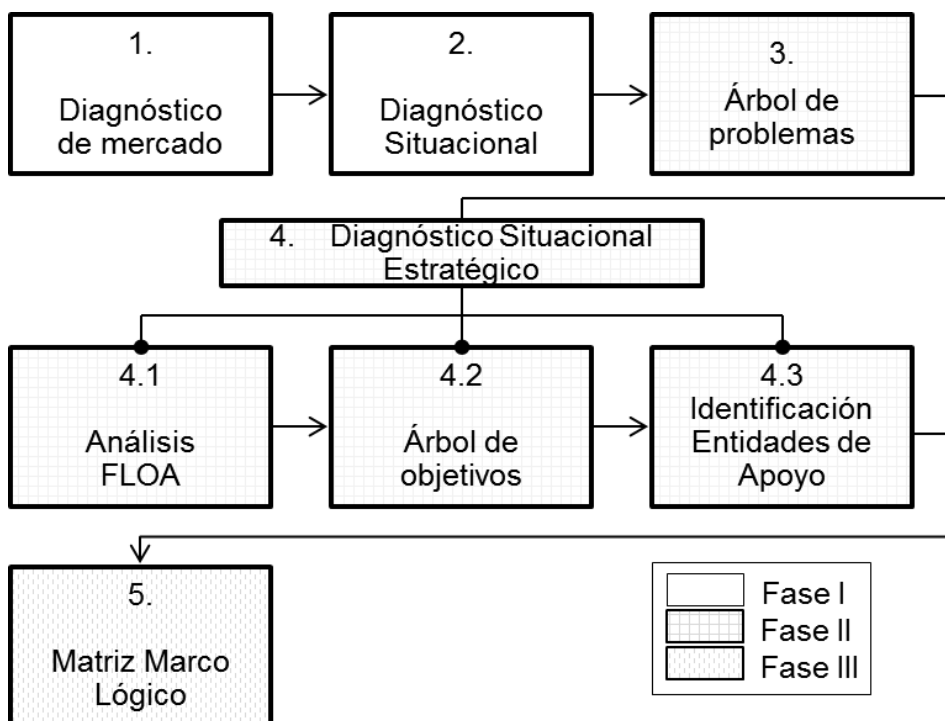 1.
Diagnóstico
de mercado
2.
Diagnóstico
Situacional
3.
Árbol de
problemas
4. Diagnóstico Situacional
Estratégico
4.1
Análisis
FLOA
4.2
Árbol de
objetivos
4.3
Identificación
Entidades de
Apoyo
5.
Matriz Marco
Lógico
Fase I
Fase II
Fase III